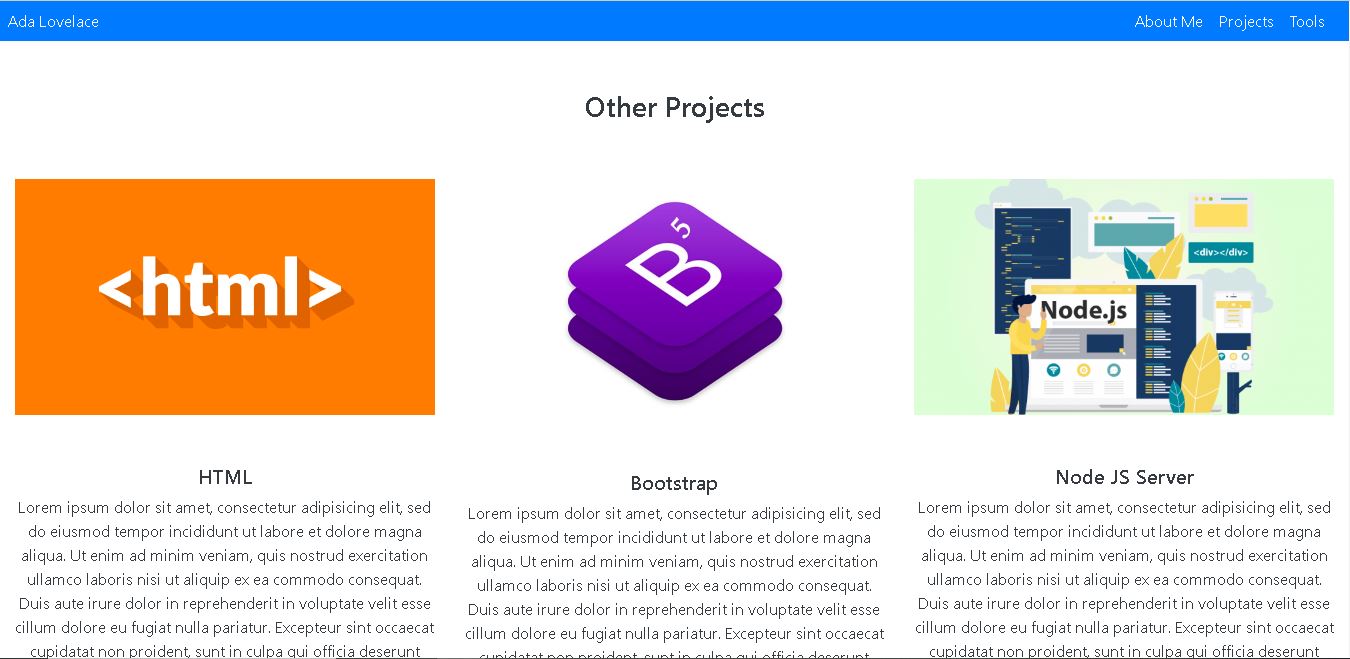 Ada Lovelace
About Me Projects Tools
Other Projects
<html>
B 5
<div></div>
Node.js
HTML
Lorem ipsum dolor sit amet, consectetur adipisicing elit, sed
do eiusmod tempor incididunt ut labore et dolore magna
aliqua. Ut enim ad minim veniam, quis nostrud exercitation
ullamco laboris nisi ut aliquip ex ea commodo consequat.
Duis aute irure dolor in reprehenderit in voluptate velit esse
cillum dolore eu fugiat nulla pariatur. Excepteur sint occaecat
cupidatat non proident, sunt in culpa qui officia deserunt
Bootstrap
Lorem ipsum dolor sit amet, consectetur adipisicing elit, sed
do eiusmod tempor incididunt ut labore et dolore magna
aliqua. Ut enim ad minim veniam, quis nostrud exercitation
ullamco laboris nisi ut aliquip ex ea commodo consequat.
Duis aute irure dolor in reprehenderit in voluptate velit esse
cillum dolore eu fugiat nulla pariatur. Excepteur sint occaecat
cupidatat non proident, sunt in culpa qui officia deserunt
Node JS Server
Lorem ipsum dolor sit amet, consectetur adipisicing elit, sed
do eiusmod tempor incididunt ut labore et dolore magna
aliqua. Ut enim ad minim veniam, quis nostrud exercitation
ullamco laboris nisi ut aliquip ex ea commodo consequat.
Duis aute irure dolor in reprehenderit in voluptate velit esse
cillum dolore eu fugiat nulla pariatur. Excepteur sint occaecat
cupidatat non proident, sunt in culpa qui officia deserunt